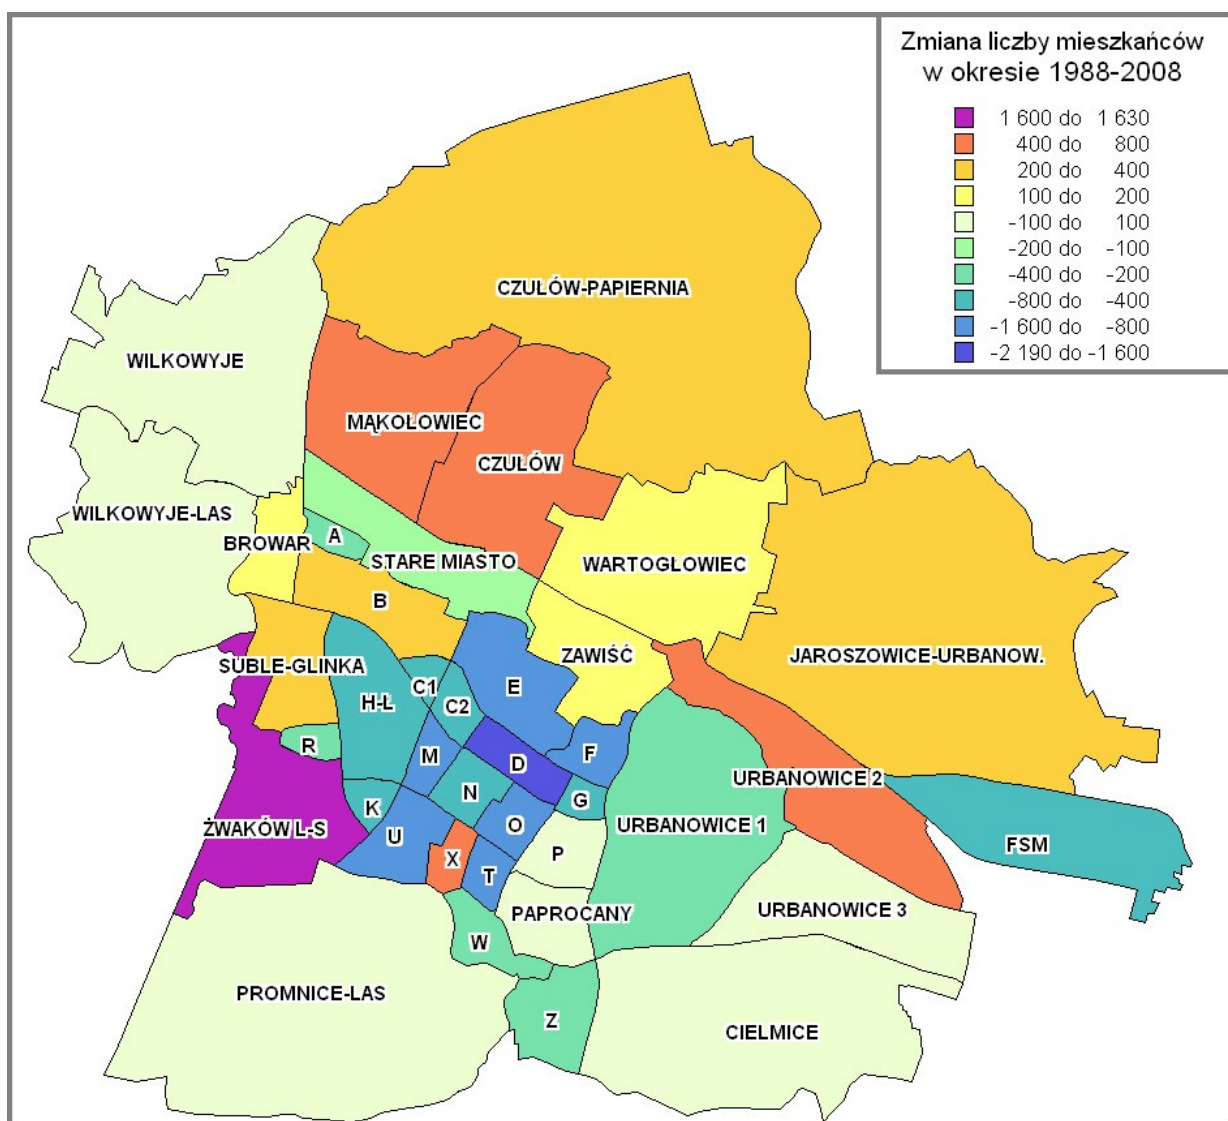 Zmiana liczby mieszkańców
w okresie 1988-2008
1 600 do 1 630
400 do 800
200 do 400
100 do 200
-100 do 100
-200 do -100
-400 do -200
-800 do -400
-1 600 do -800
-2 190 do -1 600
CZUŁÓW-PAPIERNIA
WILKOWYJE
MĄKOŁOWIEC
CZUŁÓW
WILKOWYJE-LAS
BROWAR
A
STARE MIASTO
WARTOGŁOWIEC
B
SUBLE-GLINKA
ZAWIŚĆ
JAROSZOWICE-URBANOW.
H-Ł
C1
C2
E
R
M
D
F
URBANOWICE 2
K
N
G
ŻWAKÓW L-S
U
O
URBANOWICE 1
FSM
X
T
P
PAPROCANY
URBANOWICE 3
W
PROMNICE-LAS
Z
CIELMICE